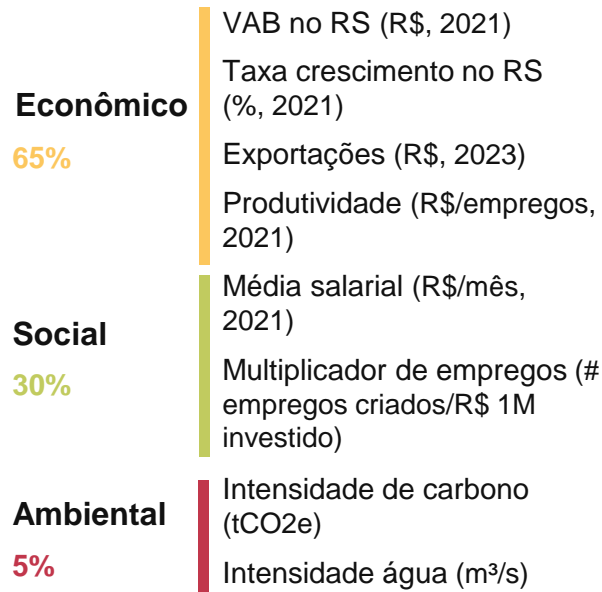 Econômico
65%
VAB no RS (R$, 2021)
Taxa crescimento no RS
(%, 2021)
Exportações (R$, 2023)
Produtividade (R$/empregos,
2021)
Social
30%
Média salarial (R$/mês,
2021)
Multiplicador de empregos (#
empregos criados/R$ 1M
investido)
Ambiental
5%
Intensidade de carbono
(tCO2e)
Intensidade água (m³/s)